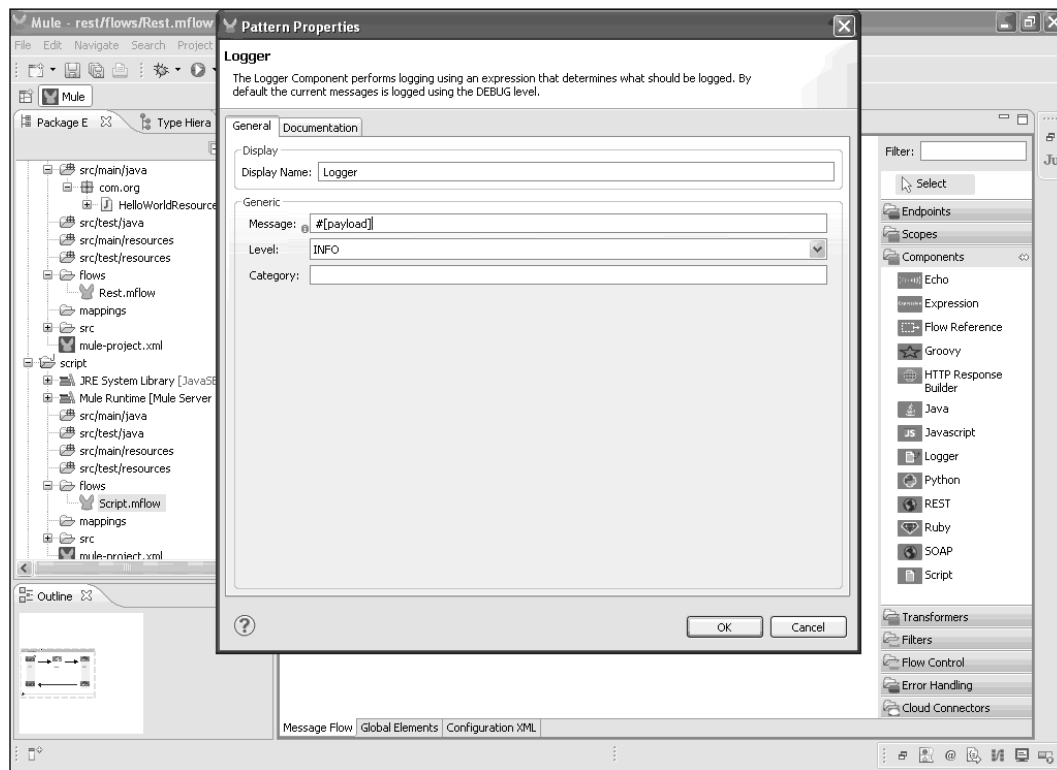 Mule - rest/flows/Rest.mflow
File Edit Navigate Search Project
Mule
Package E
Type Hiera
src/main/java
com.org
HelloWorldResource
src/test/java
src/main/resources
src/test/resources
flows
Rest.mflow
mappings
src
mule-project.xml
script
JRE System Library [JavaSE
Mule Runtime [Mule Server
src/main/java
src/test/java
src/main/resources
src/test/resources
flows
Script.mflow
mappings
src
mule-project.xml
Outline
Pattern Properties
Logger
The Logger Component performs logging using an expression that determines what should be logged. By
default the current messages is logged using the DEBUG level.
General Documentation
Display
Display Name: Logger
Generic
Message: #[payload]
Level: INFO
Category:
OK Cancel
Message Flow Global Elements Configuration XML
Filter:
Select
Endpoints
Scopes
Components
Echo
Expression
Flow Reference
Groovy
HTTP Response
Builder
Java
JS Javascript
Logger
Python
REST
Ruby
SOAP
Script
Transformers
Filters
Flow Control
Error Handling
Cloud Connectors
Ju